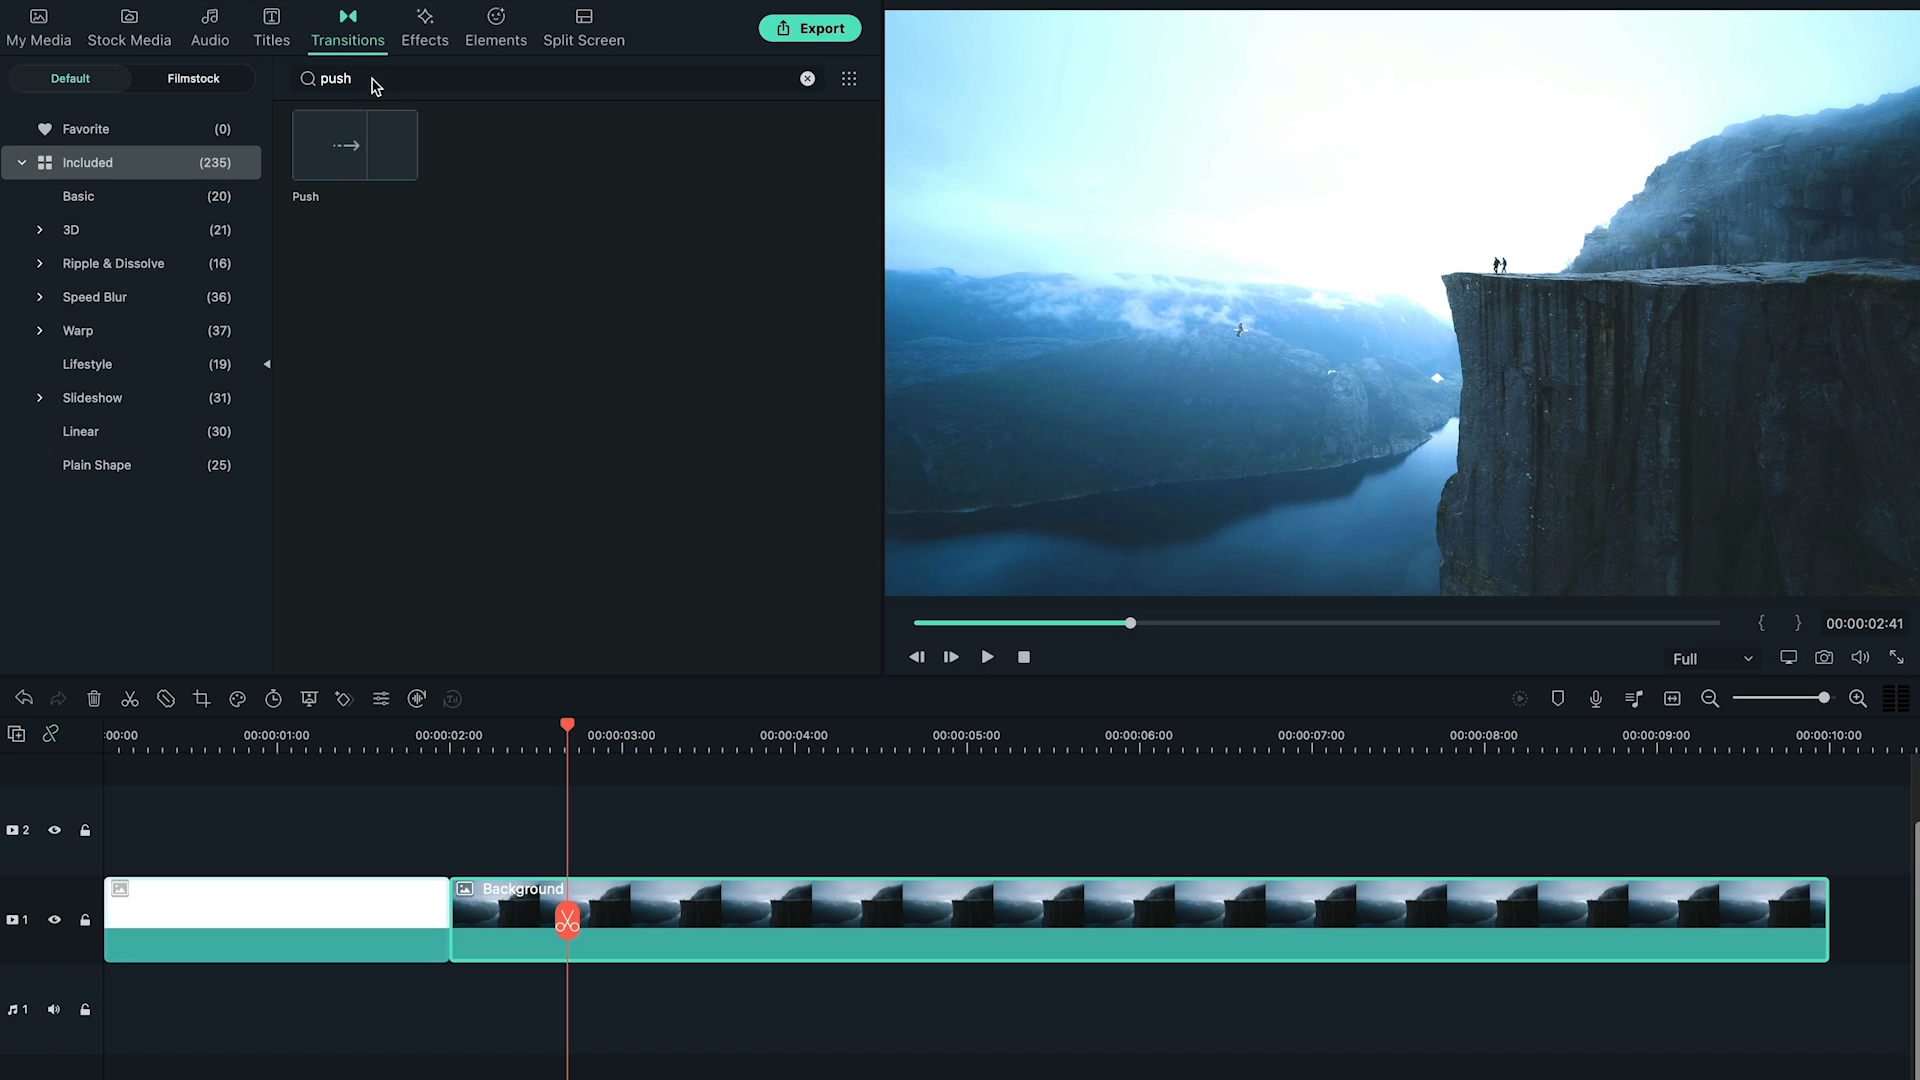 My Media Stock Media Audio Titles Transitions Effects Elements Split Screen Export
Default Filmstock
push
Favorite (0)
Included (235)
Basic (20)
3D (21)
Ripple & Dissolve (16)
Speed Blur (36)
Warp (37)
Lifestyle (19)
Slideshow (31)
Linear (30)
Plain Shape (25)
Push
{ } 00:00:02:41
Full
:00:00 00:00:01:00 00:00:02:00 00:00:03:00 00:00:04:00 00:00:05:00 00:00:06:00 00:00:07:00 00:00:08:00 00:00:09:00 00:00:10:00
2
Background
1
1